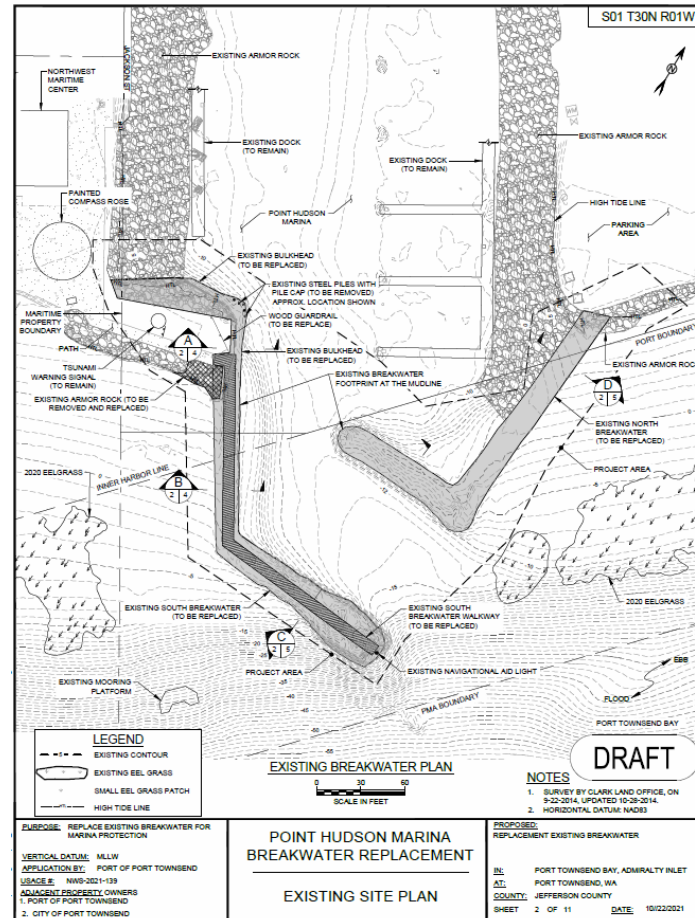 S01 T30N R01W
JACKSON ST
EXISTING ARMOR ROCK
NORTHWEST
MARITIME
CENTER
N
EXISTING DOCK
(TO REMAIN)
EXISTING DOCK
(TO REMAIN)
EXISTING ARMOR ROCK
PAINTED
COMPASS ROSE
POINT HUDSON
MARINA
HIGH TIDE LINE
PARKING
AREA
EXISTING BULKHEAD
(TO BE REPLACED)
EXISTING STEEL PILES WITH
PILE CAP (TO BE REMOVED)
APPROX. LOCATION SHOWN
MARITIME
PROPERTY
BOUNDARY
WOOD GUARDRAIL
(TO BE REPLACE)
PORT BOUNDARY
PATH
A
2 4
EXISTING BULKHEAD
(TO BE REPLACED)
TSUNAMI
WARNING SIGNAL
(TO REMAIN)
EXISTING BREAKWATER
FOOTPRINT AT THE MUDLINE
EXISTING ARMOR ROCK
D
2 5
EXISTING ARMOR ROCK (TO BE
REMOVED AND REPLACED)
EXISTING NORTH
BREAKWATER
(TO BE REPLACED)
PROJECT AREA
2020 EELGRASS
INNER HARBOR LINE
B
2 4
EXISTING SOUTH BREAKWATER
(TO BE REPLACED)
EXISTING SOUTH
BREAKWATER WALKWAY
(TO BE REPLACED)
2020 EELGRASS
C
2 5
PROJECT AREA
EXISTING NAVIGATIONAL AID LIGHT
EBB
FLOOD
EXISTING MOORING
PLATFORM
PMA BOUNDARY
PORT TOWNSEND BAY
LEGEND
EXISTING CONTOUR
EXISTING EEL GRASS
SMALL EEL GRASS PATCH
HIGH TIDE LINE
EXISTING BREAKWATER PLAN
0 30 60
SCALE IN FEET
DRAFT
NOTES
1. SURVEY BY CLARK LAND OFFICE, ON
9-22-2014, UPDATED 10-28-2014.
2. HORIZONTAL DATUM: NAD83
PURPOSE: REPLACE EXISTING BREAKWATER FOR
MARINA PROTECTION
VERTICAL DATUM: MLLW
APPLICATION BY: PORT OF PORT TOWNSEND
USACE #: NWS-2021-139
ADJACENT PROPERTY OWNERS
1. PORT OF PORT TOWNSEND
2. CITY OF PORT TOWNSEND
POINT HUDSON MARINA
BREAKWATER REPLACEMENT
EXISTING SITE PLAN
PROPOSED:
REPLACEMENT EXISTING BREAKWATER
IN: PORT TOWNSEND BAY, ADMIRALTY INLET
AT: PORT TOWNSEND, WA
COUNTY: JEFFERSON COUNTY
SHEET 2 OF 11 DATE: 10/22/2021